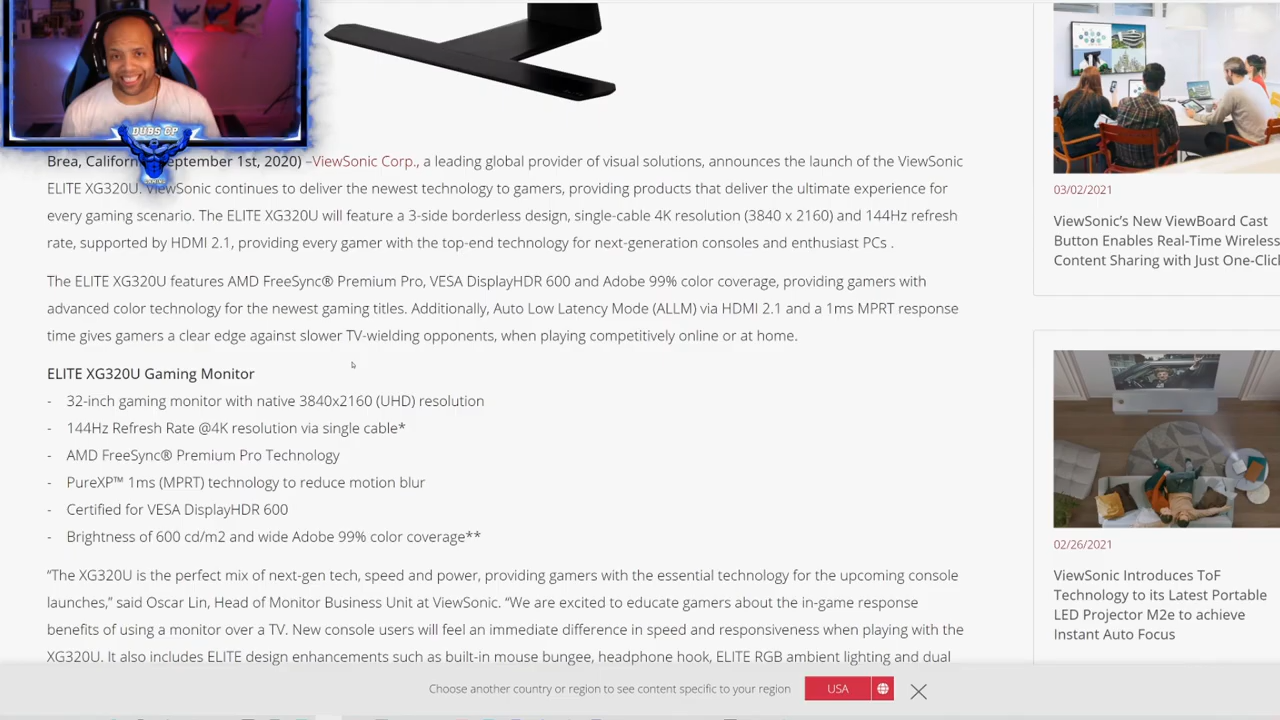 DUBS CP
GAMING
Brea, Californ September 1st, 2020) –ViewSonic Corp., a leading global provider of visual solutions, announces the launch of the ViewSonic
ELITE XG320U. ViewSonic continues to deliver the newest technology to gamers, providing products that deliver the ultimate experience for
every gaming scenario. The ELITE XG320U will feature a 3-side borderless design, single-cable 4K resolution (3840 x 2160) and 144Hz refresh
rate, supported by HDMI 2.1, providing every gamer with the top-end technology for next-generation consoles and enthusiast PCs .
The ELITE XG320U features AMD FreeSync® Premium Pro, VESA DisplayHDR 600 and Adobe 99% color coverage, providing gamers with
advanced color technology for the newest gaming titles. Additionally, Auto Low Latency Mode (ALLM) via HDMI 2.1 and a 1ms MPRT response
time gives gamers a clear edge against slower TV-wielding opponents, when playing competitively online or at home.
ELITE XG320U Gaming Monitor
- 32-inch gaming monitor with native 3840x2160 (UHD) resolution
- 144Hz Refresh Rate @4K resolution via single cable*
- AMD FreeSync® Premium Pro Technology
- PureXP™ 1ms (MPRT) technology to reduce motion blur
- Certified for VESA DisplayHDR 600
- Brightness of 600 cd/m2 and wide Adobe 99% color coverage**
“The XG320U is the perfect mix of next-gen tech, speed and power, providing gamers with the essential technology for the upcoming console
launches,” said Oscar Lin, Head of Monitor Business Unit at ViewSonic. “We are excited to educate gamers about the in-game response
benefits of using a monitor over a TV. New console users will feel an immediate difference in speed and responsiveness when playing with the
XG320U. It also includes ELITE design enhancements such as built-in mouse bungee, headphone hook, ELITE RGB ambient lighting and dual
03/02/2021
ViewSonic’s New ViewBoard Cast
Button Enables Real-Time Wireless
Content Sharing with Just One-Clic
02/26/2021
ViewSonic Introduces ToF
Technology to its Latest Portable
LED Projector M2e to achieve
Instant Auto Focus
Choose another country or region to see content specific to your region
USA